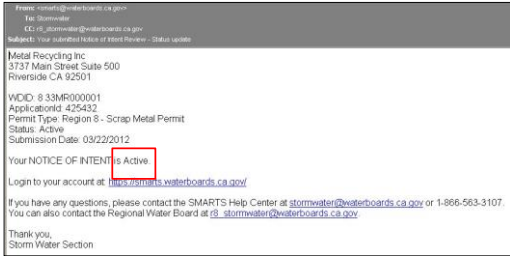 From: <smarts@waterboards.ca.gov>
To: Stormwater
CC: r8_stormwater@waterboards.ca.gov
Subject: Your submitted Notice of Intent Review - Status update
Metal Recycling Inc
3737 Main Street Suite 500
Riverside CA 92501
WDID: 8 33MR000001
ApplicationId: 425432
Permit Type: Region 8 - Scrap Metal Permit
Status: Active
Submission Date: 03/22/2012
Your NOTICE OF INTENT is Active.
Login to your account at: https://smarts.waterboards.ca.gov/
If you have any questions, please contact the SMARTS Help Center at stormwater@waterboards.ca.gov or 1-866-563-3107.
You can also contact the Regional Water Board at r8_stormwater@waterboards.ca.gov.
Thank you,
Storm Water Section